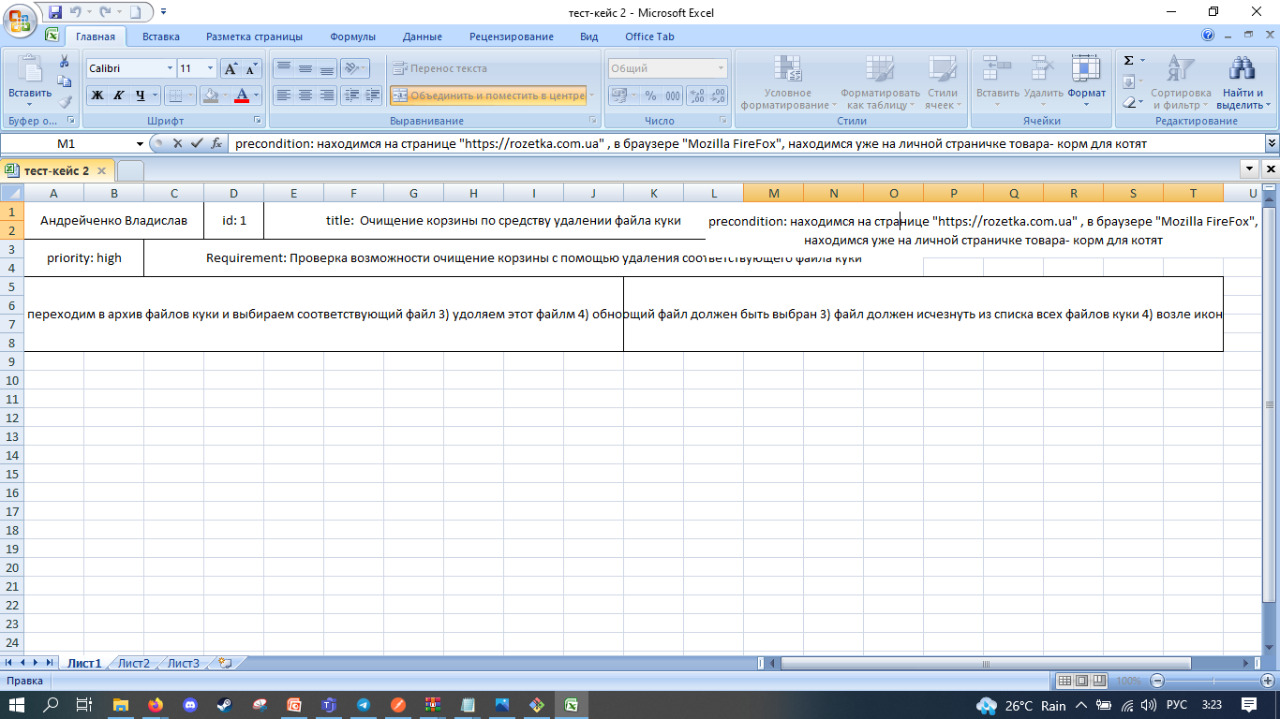 тест-кейс 2 - Microsoft Excel
Главная Вставка Разметка страницы Формулы Данные Рецензирование Вид Office Tab
Вставить
Буфер о...
Calibri 11
Ж К Ч
Шрифт
Перенос текста
Объединить и поместить в центре
Выравнивание
Общий
% 000
Число
Условное форматирование
Форматировать как таблицу
Стили ячеек
Стили
Вставить Удалить Формат
Ячейки
Сортировка и фильтр
Найти и выделить
Редактирование
M1 precondition: находимся на странице "https://rozetka.com.ua" , в браузере "Mozilla FireFox", находимся уже на личной страничке товара- корм для котят
тест-кейс 2
A B C D E F G H I J K L M N O P Q R S T U
1
2
3
4
5
6
7
8
9
10
11
12
13
14
15
16
17
18
19
20
21
22
23
24
Андрейченко Владислав id: 1 title: Очищение корзины по средству удалении файла куки
precondition: находимся на странице "https://rozetka.com.ua" , в браузере "Mozilla FireFox",
находимся уже на личной страничке товара- корм для котят
priority: high Requirement: Проверка возможности очищение корзины с помощью удаления соответствующего файла куки
переходим в архив файлов куки и выбираем соответствующий файл 3) удоляем этот файлм 4) обно
ощий файл должен быть выбран 3) файл должен исчезнуть из списка всех файлов куки 4) возле икон
Лист1 Лист2 Лист3
Правка 100%
26°C Rain РУС 3:23